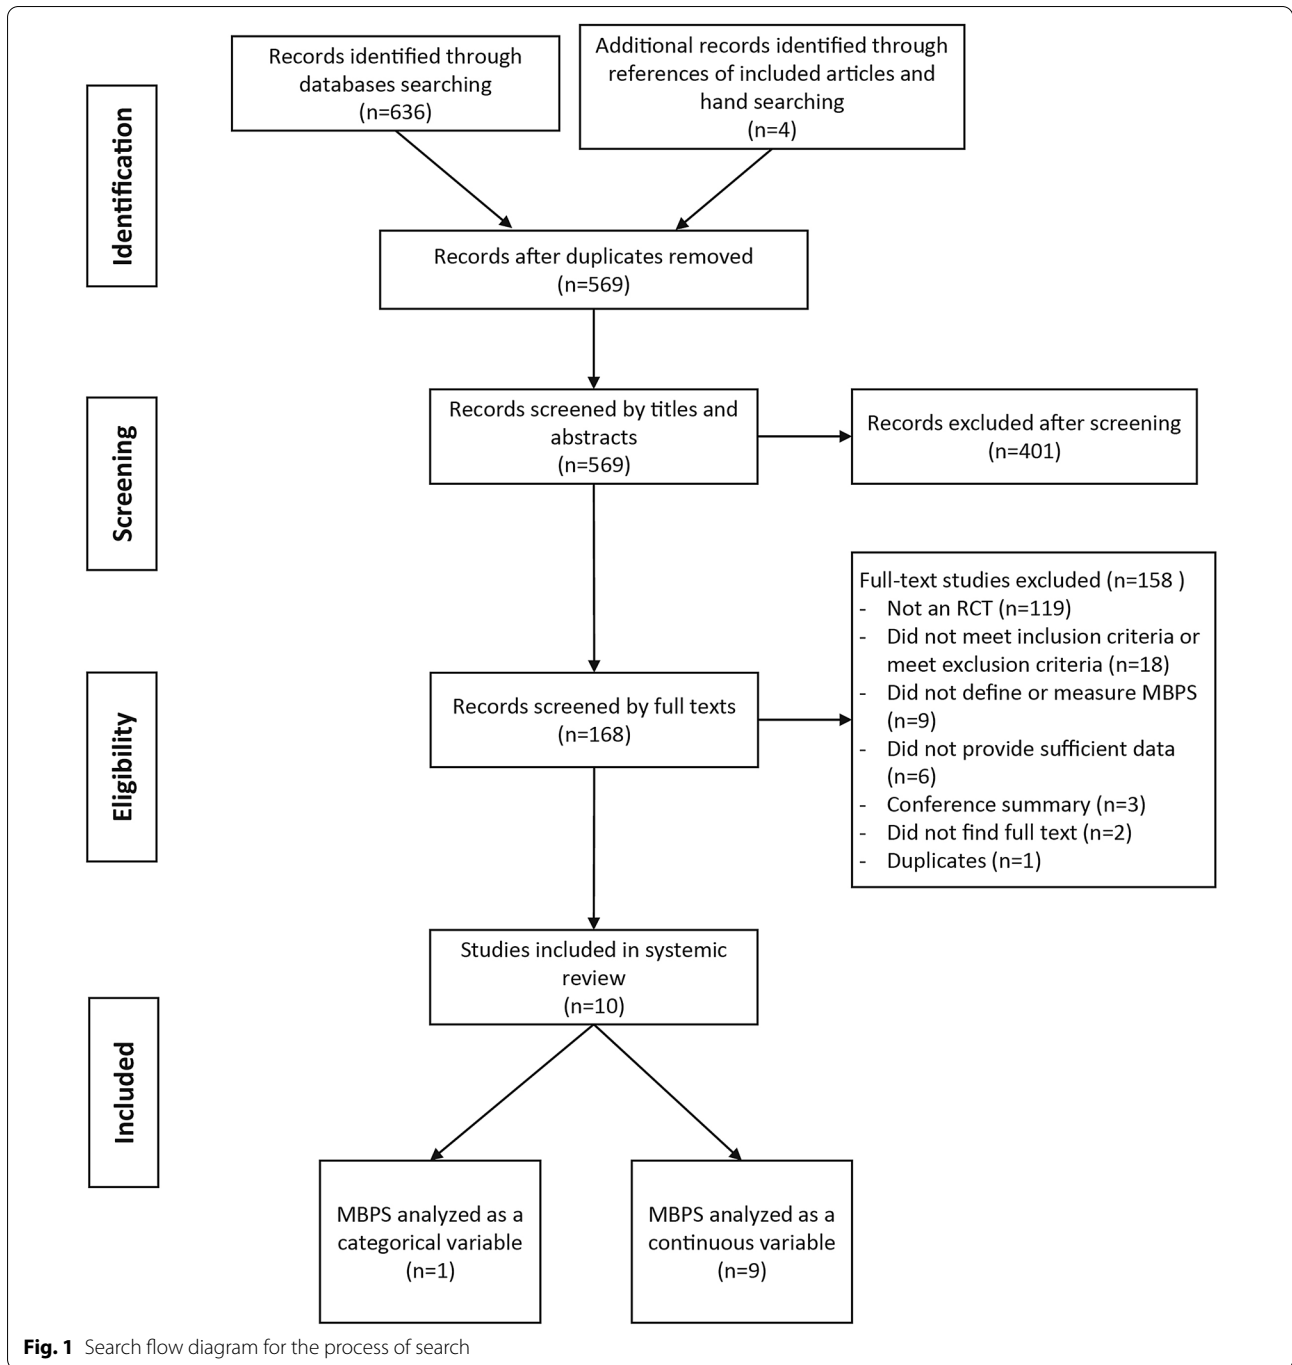 Records identified through
databases searching
(n=636)
Additional records identified through
references of included articles and
hand searching
(n=4)
Identification
Records after duplicates removed
(n=569)
Screening
Records screened by titles and
abstracts
(n=569)
Records excluded after screening
(n=401)
Eligibility
Records screened by full texts
(n=168)
Full-text studies excluded (n=158 )
- Not an RCT (n=119)
- Did not meet inclusion criteria or
meet exclusion criteria (n=18)
- Did not define or measure MBPS
(n=9)
- Did not provide sufficient data
(n=6)
- Conference summary (n=3)
- Did not find full text (n=2)
- Duplicates (n=1)
Included
Studies included in systemic
review
(n=10)
MBPS analyzed as a
categorical variable
(n=1)
MBPS analyzed as a
continuous variable
(n=9)
Fig. 1 Search flow diagram for the process of search